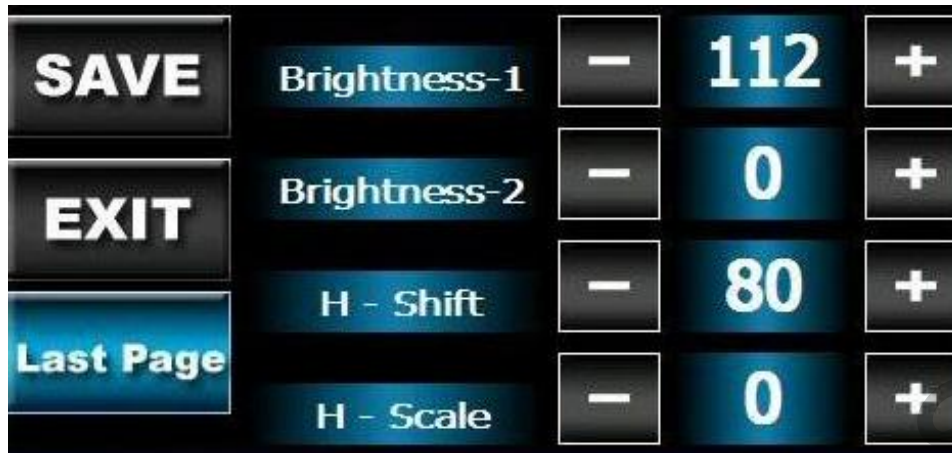 SAVE
Brightness-1 − 112 +
EXIT
Brightness-2 − 0 +
H - Shift − 80 +
Last Page
H - Scale − 0 +